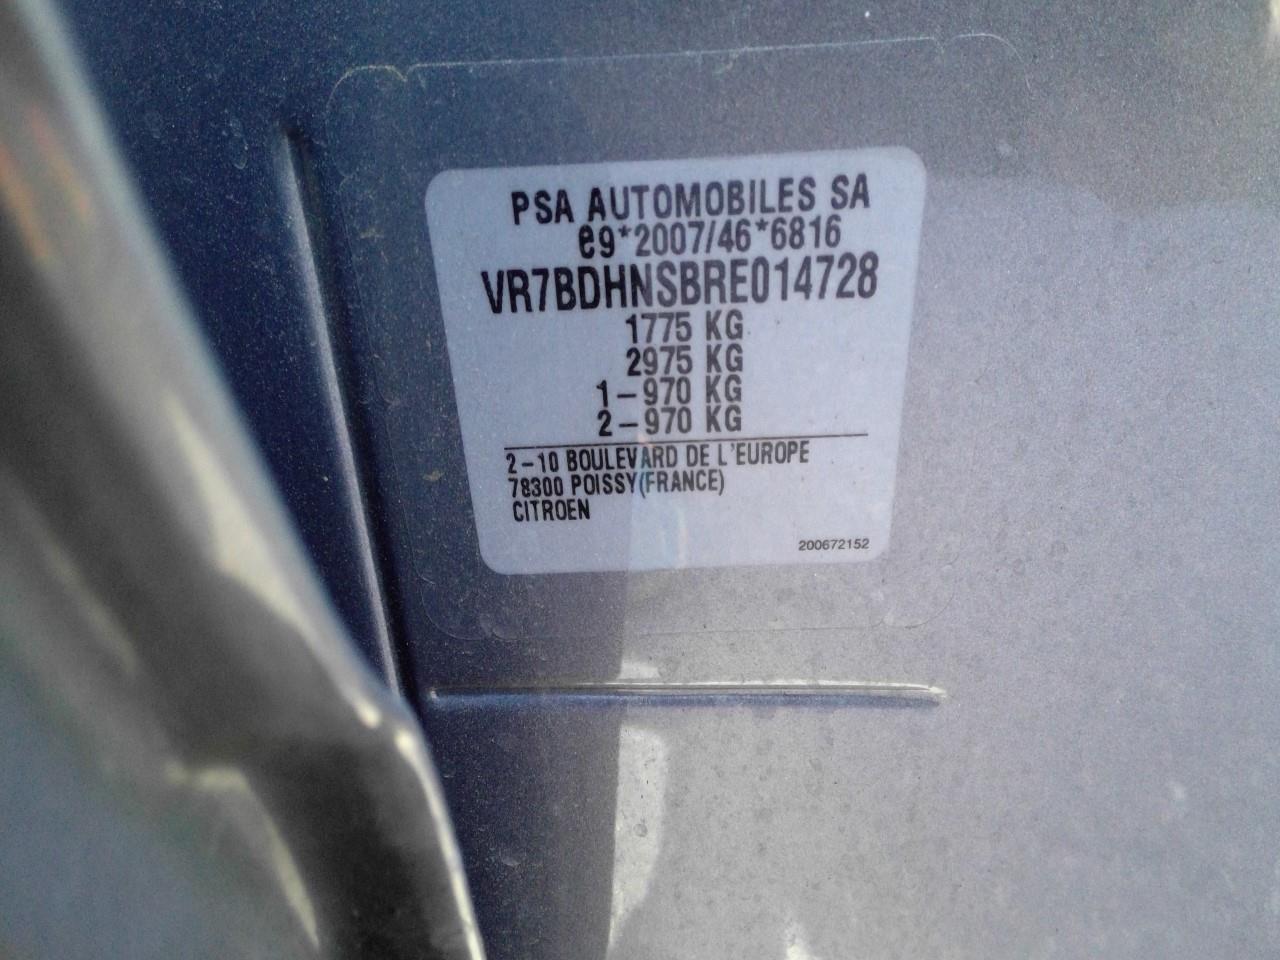 PSA AUTOMOBILES SA
e9*2007/46*6816
VR7BDHNSBRE014728
1775 KG
2975 KG
1-970 KG
2-970 KG
2-10 BOULEVARD DE L'EUROPE
78300 POISSY(FRANCE)
CITROEN
200672152